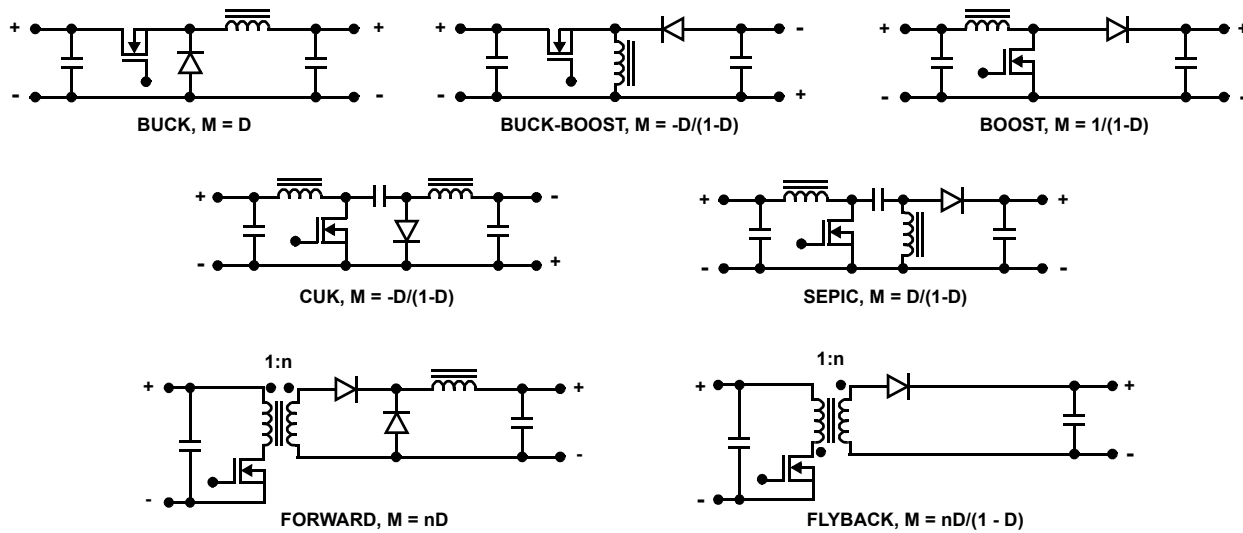 + + + - + +
- - - + - -
BUCK, M = D
BUCK-BOOST, M = -D/(1-D)
BOOST, M = 1/(1-D)
+ - + +
- + - -
CUK, M = -D/(1-D)
SEPIC, M = D/(1-D)
1:n
1:n
+ + + +
- - - -
FORWARD, M = nD
FLYBACK, M = nD/(1 - D)